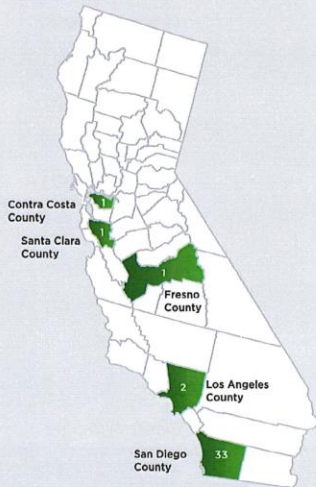 1
Contra Costa
County
1
Santa Clara
County
1
Fresno
County
2
Los Angeles
County
San Diego
County
33